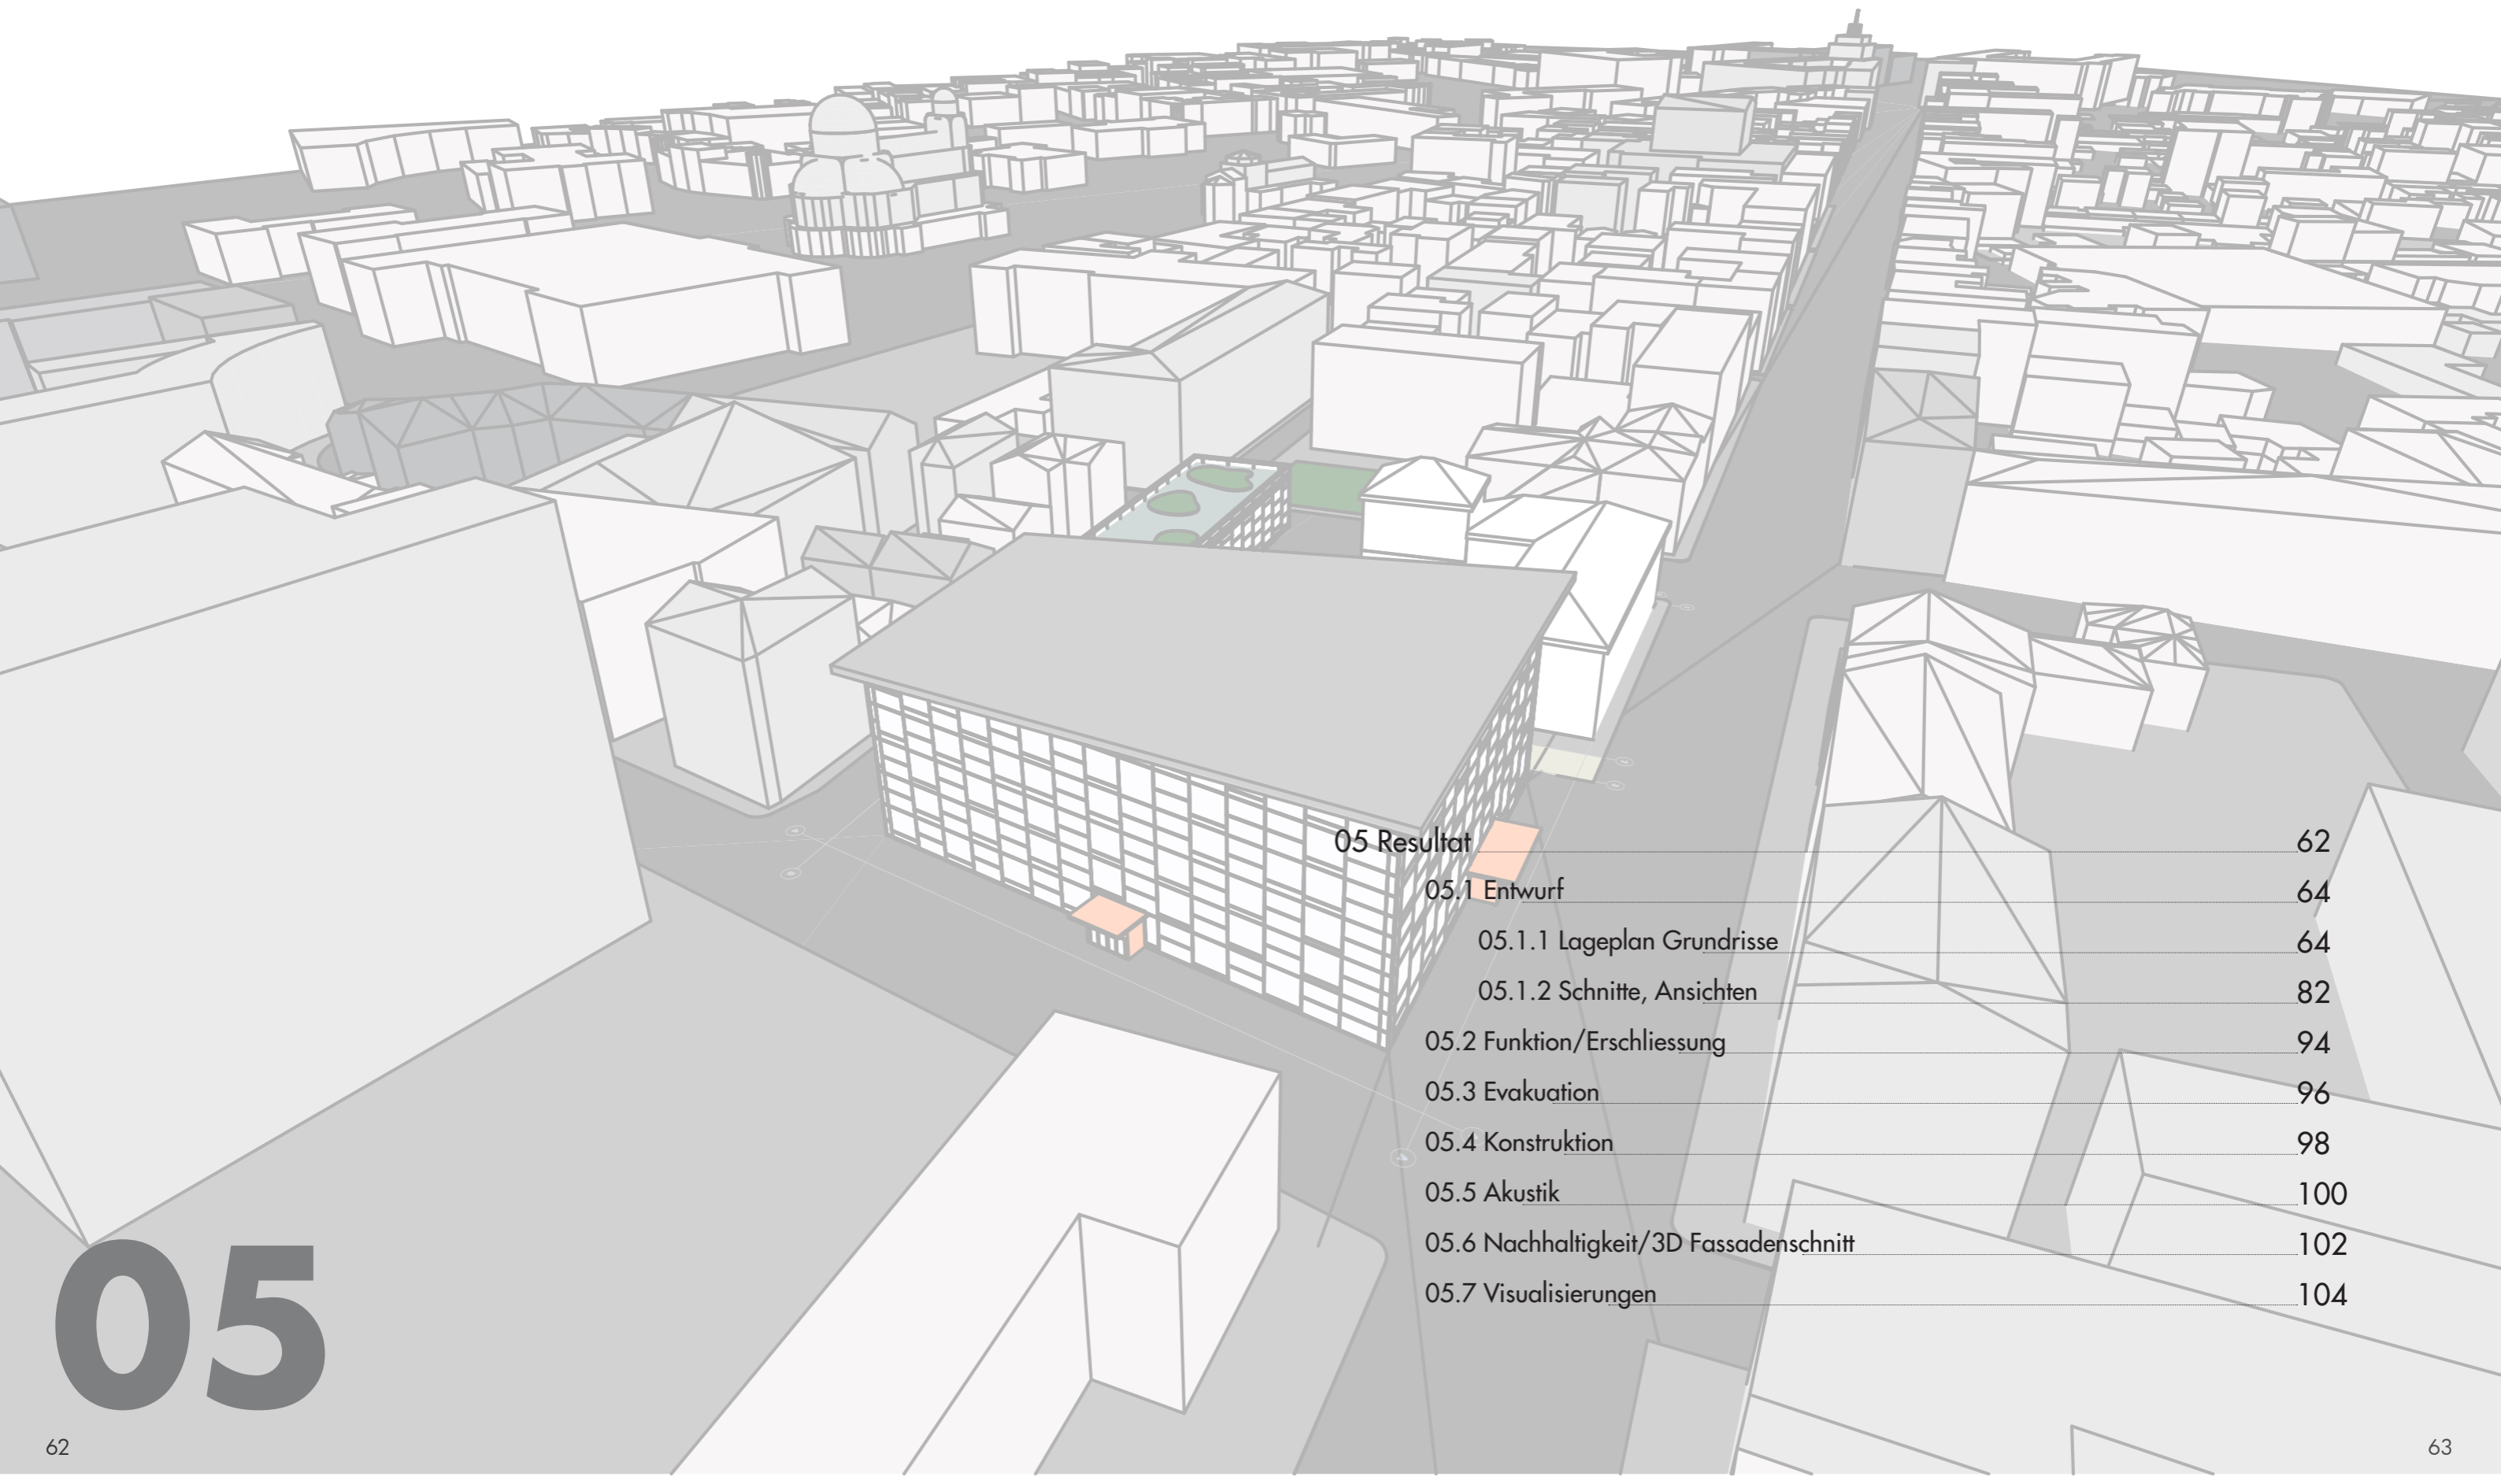 05 Resultat 62
05.1 Entwurf 64
05.1.1 Lageplan Grundrisse 64
05.1.2 Schnitte, Ansichten 82
05.2 Funktion/Erschliessung 94
05.3 Evakuation 96
05.4 Konstruktion 98
05.5 Akustik 100
05.6 Nachhaltigkeit/3D Fassadenschnitt 102
05.7 Visualisierungen 104
05
62
63